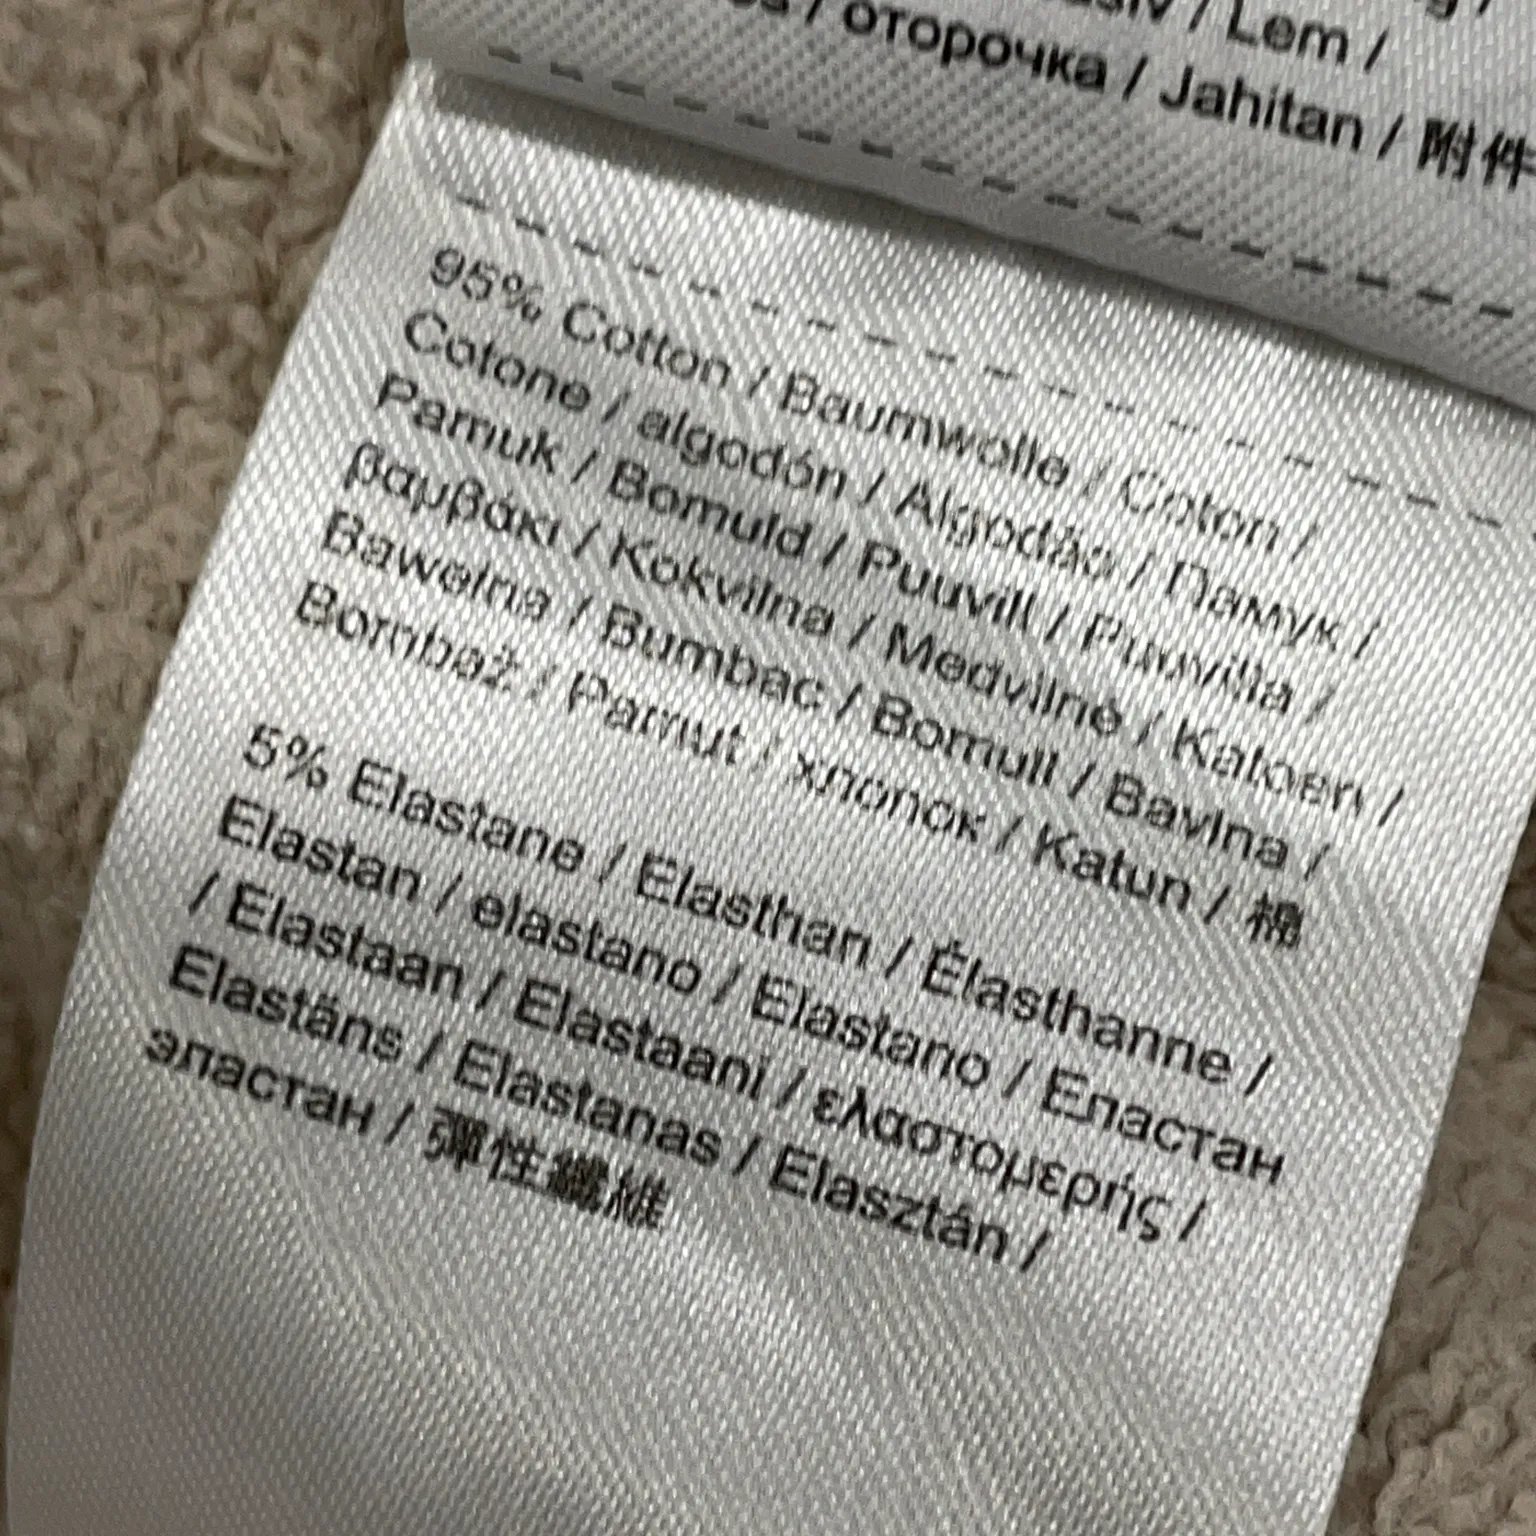 / Lem /
/ оторочка / Jahitan / 附件
95% Cotton / Baumwolle / Coton /
Cotone / algodón / Algodão / Памук /
Pamuk / Bomuld / Puuvill / Puuvilla /
βαμβάκι / Kokvilna / Medvilnė / Katoen /
Bawełna / Bumbac / Bomull / Bavlna /
Bombaž / Pamut / хлопок / Katun / 棉
5% Elastane / Elasthan / Élasthanne /
Elastan / elastano / Elastano / Еластан
/ Elastaan / Elastaani / ελαστομερής /
Elastāns / Elastanas / Elasztán /
эластан / 彈性纖維